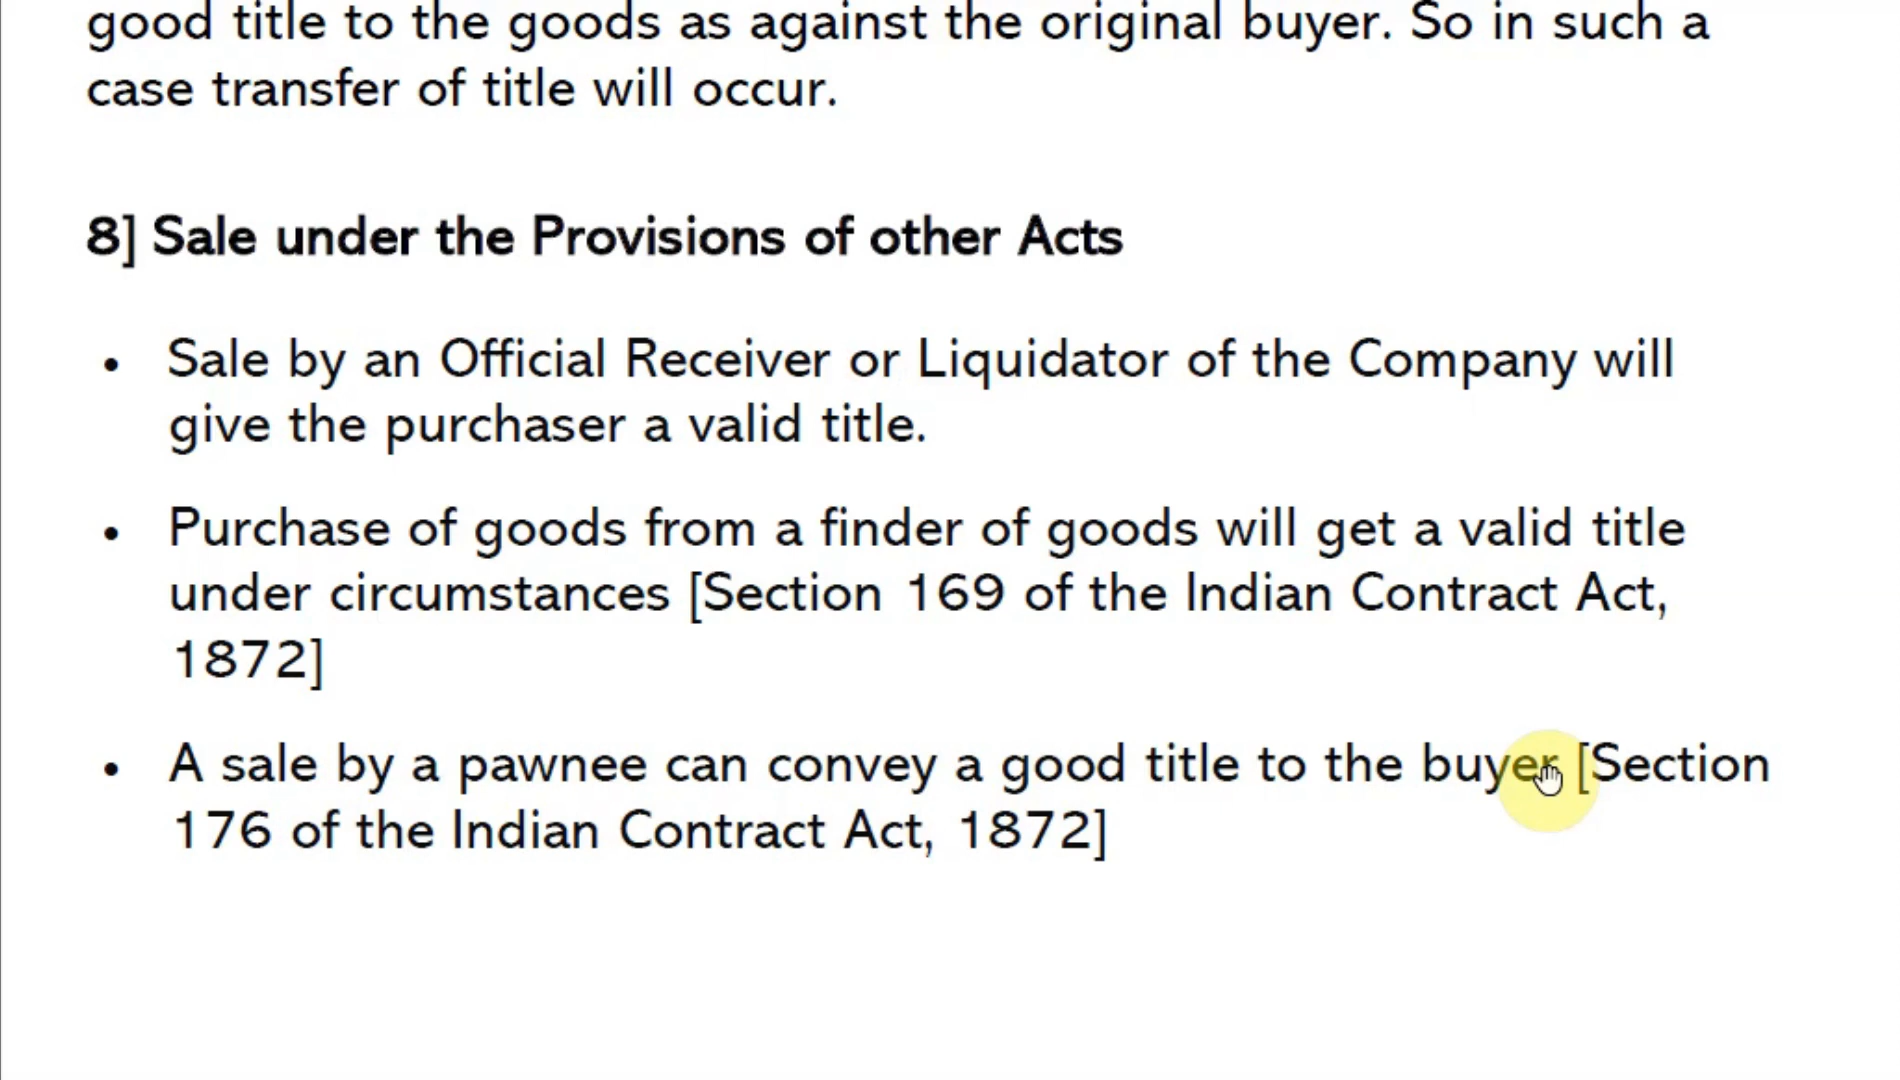 good title to the goods as against the original buyer. So in such a
case transfer of title will occur.
8] Sale under the Provisions of other Acts
• Sale by an Official Receiver or Liquidator of the Company will
give the purchaser a valid title.
• Purchase of goods from a finder of goods will get a valid title
under circumstances [Section 169 of the Indian Contract Act,
1872]
• A sale by a pawnee can convey a good title to the buyer [Section
176 of the Indian Contract Act, 1872]